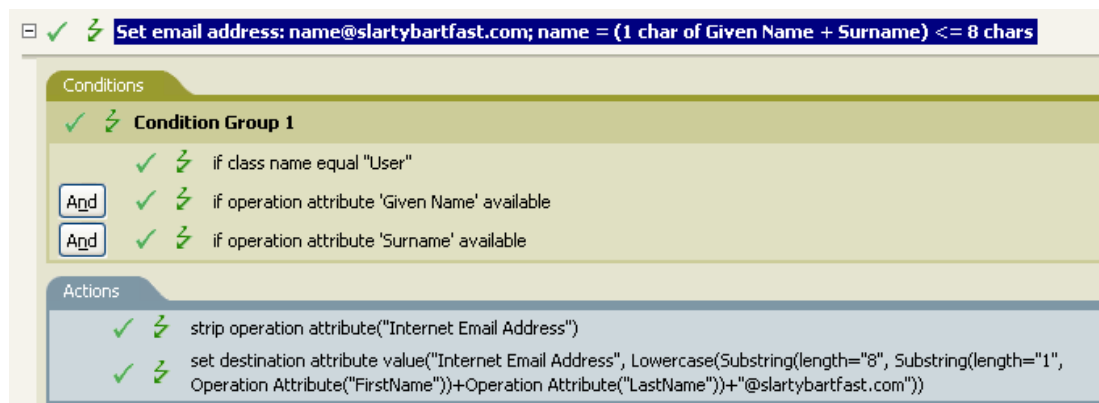 Set email address: name@slartybartfast.com; name = (1 char of Given Name + Surname) <= 8 chars
Conditions
Condition Group 1
if class name equal "User"
And if operation attribute 'Given Name' available
And if operation attribute 'Surname' available
Actions
strip operation attribute("Internet Email Address")
set destination attribute value("Internet Email Address", Lowercase(Substring(length="8", Substring(length="1",
Operation Attribute("FirstName"))+Operation Attribute("LastName"))+"@slartybartfast.com"))